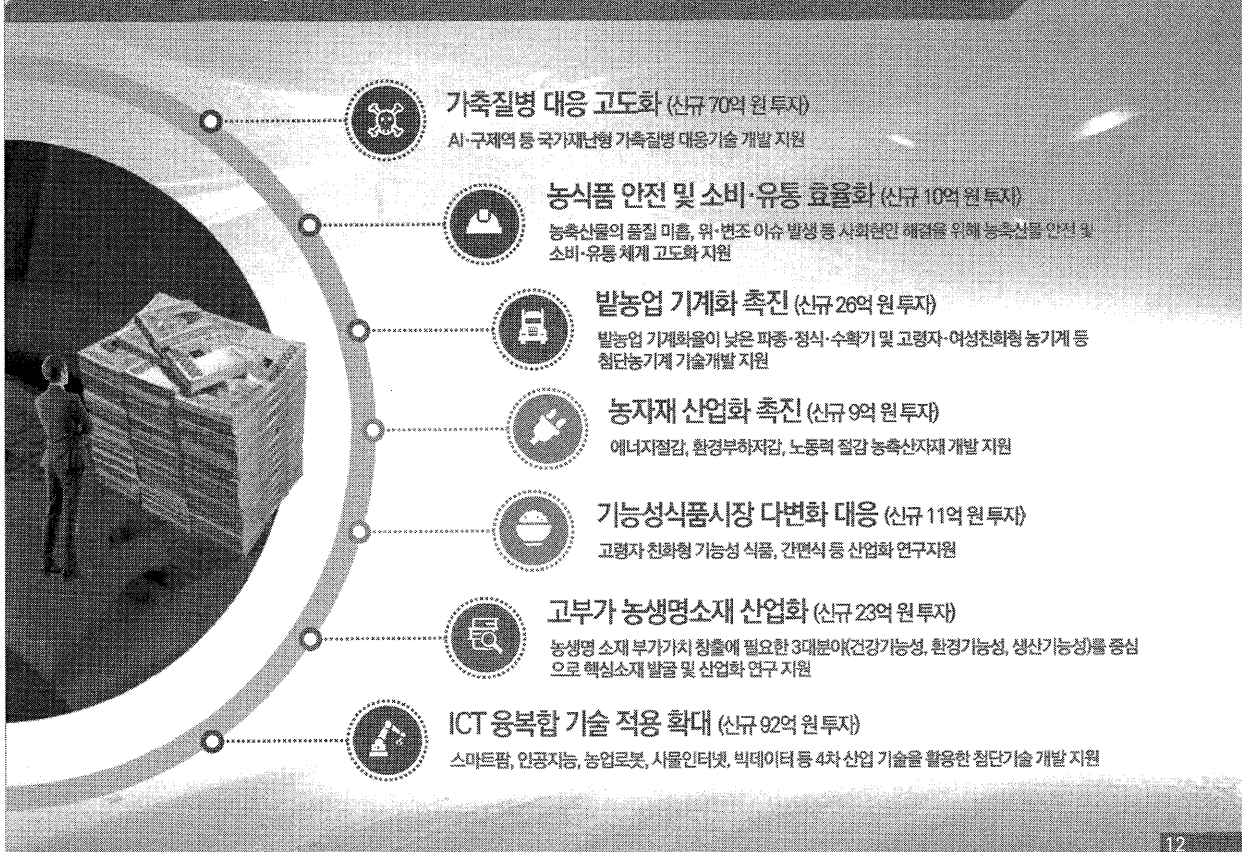 가축질병 대응 고도화 (신규 70억 원 투자)
AI·구제역 등 국가재난형 가축질병 대응기술 개발 지원
농식품 안전 및 소비·유통 효율화 (신규 10억 원 투자)
농축산물의 품질 미흡, 위·변조 이슈 발생 등 사회현안 해결을 위해 농축산물 안전 및
소비·유통 체계 고도화 지원
밭농업 기계화 촉진 (신규 26억 원 투자)
밭농업 기계화율이 낮은 파종·정식·수확기 및 고령자·여성친화형 농기계 등
첨단농기계 기술개발 지원
농자재 산업화 촉진 (신규 9억 원 투자)
에너지절감, 환경부하저감, 노동력 절감 농축산자재 개발 지원
기능성식품시장 다변화 대응 (신규 11억 원 투자)
고령자 친화형 기능성 식품, 간편식 등 산업화 연구지원
고부가 농생명소재 산업화 (신규 23억 원 투자)
농생명 소재 부가가치 창출에 필요한 3대분야(건강기능성, 환경기능성, 생산기능성)를 중심
으로 핵심소재 발굴 및 산업화 연구 지원
ICT 융복합 기술 적용 확대 (신규 92억 원 투자)
스마트팜, 인공지능, 농업로봇, 사물인터넷, 빅데이터 등 4차 산업 기술을 활용한 첨단기술 개발 지원
12